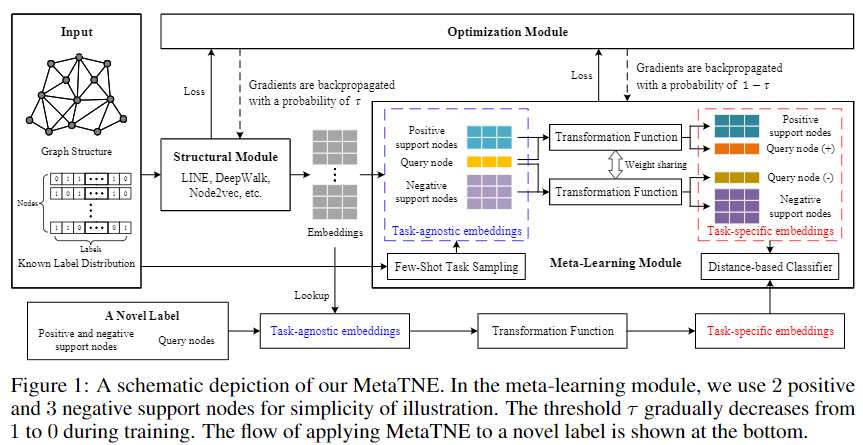 Input
Graph Structure
0 1 1 ••• 1 0
1 0 1 ••• 1 0
Nodes
1 1 0 ••• 0 1
Labels
Known Label Distribution
Optimization Module
Loss
Gradients are backpropagated
with a probability of τ
Loss
Gradients are backpropagated
with a probability of 1 − τ
Structural Module
LINE, DeepWalk,
Node2vec, etc.
Embeddings
Positive
support nodes
Query node
Negative
support nodes
Task-agnostic embeddings
Transformation Function
Weight sharing
Transformation Function
Positive
support nodes
Query node (+)
Query node (-)
Negative
support nodes
Task-specific embeddings
Few-Shot Task Sampling
Meta-Learning Module
Distance-based Classifier
Lookup
A Novel Label
Positive and negative
support nodes
Query nodes
Task-agnostic embeddings
Transformation Function
Task-specific embeddings
Figure 1: A schematic depiction of our MetaTNE. In the meta-learning module, we use 2 positive
and 3 negative support nodes for simplicity of illustration. The threshold τ gradually decreases from
1 to 0 during training. The flow of applying MetaTNE to a novel label is shown at the bottom.